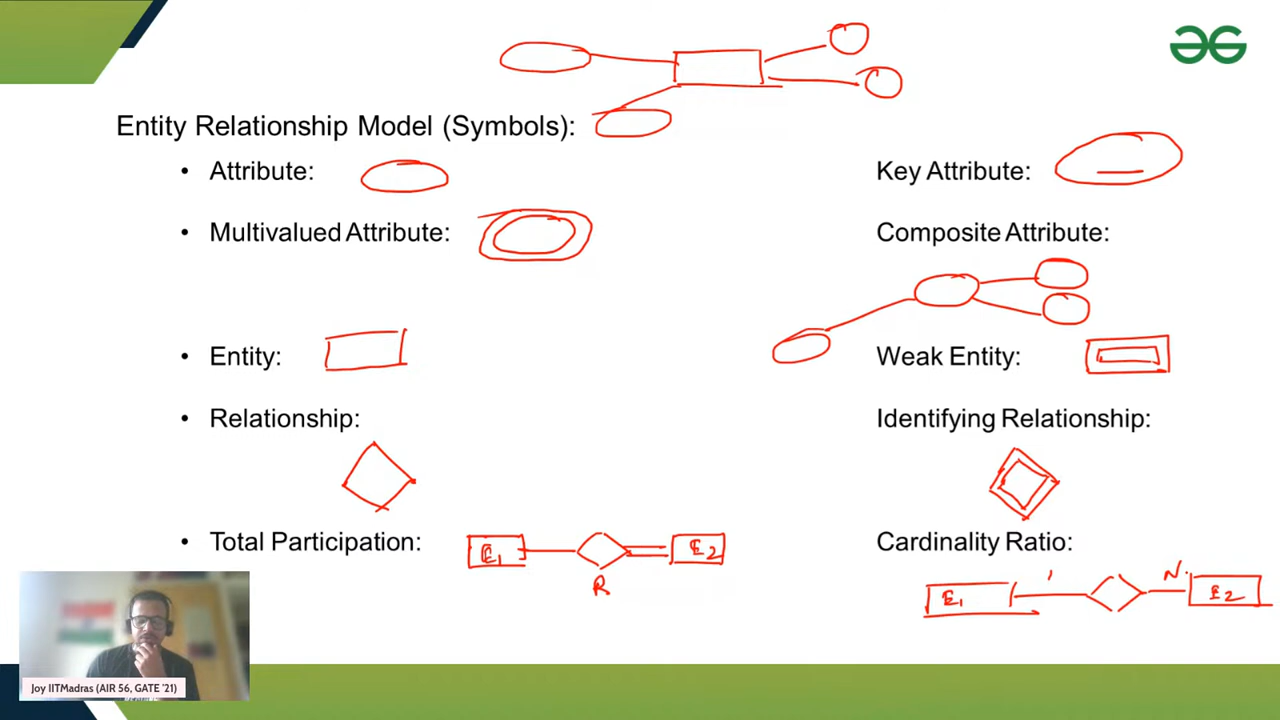 Entity Relationship Model (Symbols):
• Attribute:
Key Attribute:
• Multivalued Attribute:
Composite Attribute:
• Entity:
Weak Entity:
• Relationship:
Identifying Relationship:
• Total Participation:
E1
R
E2
Cardinality Ratio:
E1
1
N
E2
Joy IITMadras (AIR 56, GATE '21)